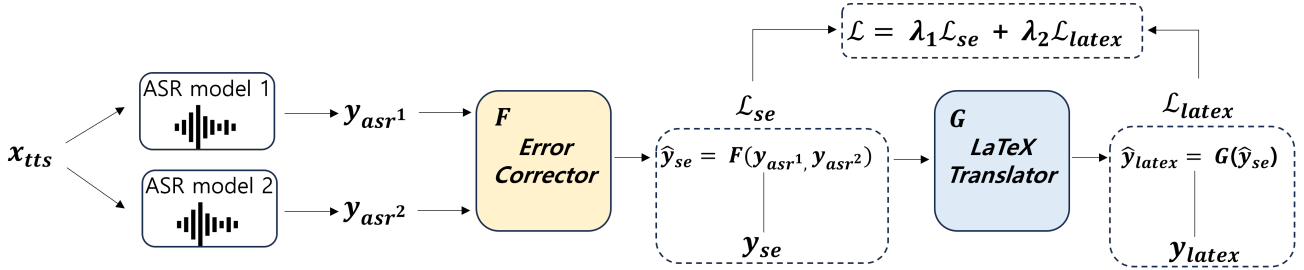 ℒ = λ₁ℒ_se + λ₂ℒ_latex
ASR model 1
y_asr¹
x_tts
ASR model 2
y_asr²
F
Error
Corrector
ℒ_se
ŷ_se = F(y_asr¹, y_asr²)
y_se
G
LaTeX
Translator
ℒ_latex
ŷ_latex = G(ŷ_se)
y_latex